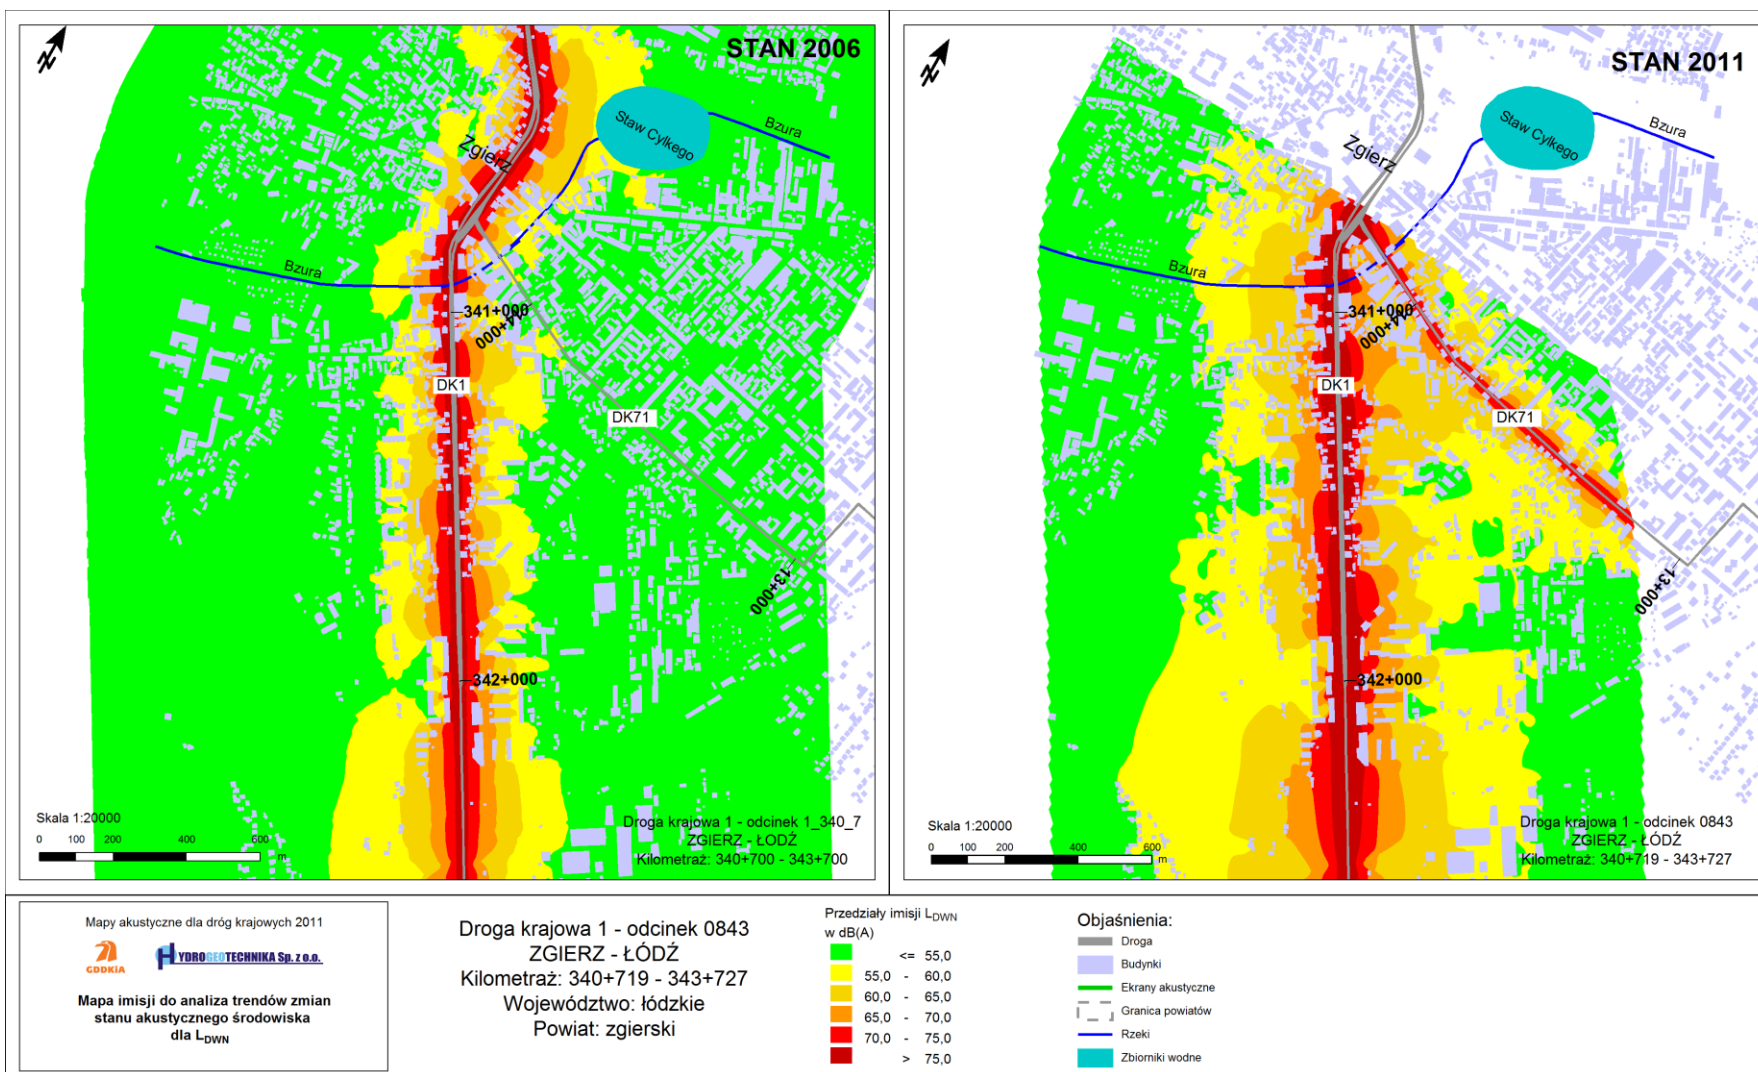 N
STAN 2006
Staw Cylkego
Bzura
Zgierz
Bzura
341+000
14+000
DK1
DK71
13+000
342+000
Skala 1:20000
0 100 200 400 600 m
Droga krajowa 1 - odcinek 1_340_7
ZGIERZ - ŁODŹ
Kilometraż: 340+700 - 343+700
N
STAN 2011
Staw Cylkego
Bzura
Zgierz
Bzura
341+000
14+000
DK1
DK71
13+000
342+000
Skala 1:20000
0 100 200 400 600 m
Droga krajowa 1 - odcinek 0843
ZGIERZ - ŁODŹ
Kilometraż: 340+719 - 343+727
Mapy akustyczne dla dróg krajowych 2011
GDDKiA
HYDROGEOTECHNIKA Sp. z o.o.
Mapa imisji do analiza trendów zmian
stanu akustycznego środowiska
dla LDWN
Droga krajowa 1 - odcinek 0843
ZGIERZ - ŁÓDŹ
Kilometraż: 340+719 - 343+727
Województwo: łódzkie
Powiat: zgierski
Przedziały imisji LDWN
w dB(A)
<= 55,0
55,0 - 60,0
60,0 - 65,0
65,0 - 70,0
70,0 - 75,0
> 75,0
Objaśnienia:
Droga
Budynki
Ekrany akustyczne
Granica powiatów
Rzeki
Zbiorniki wodne